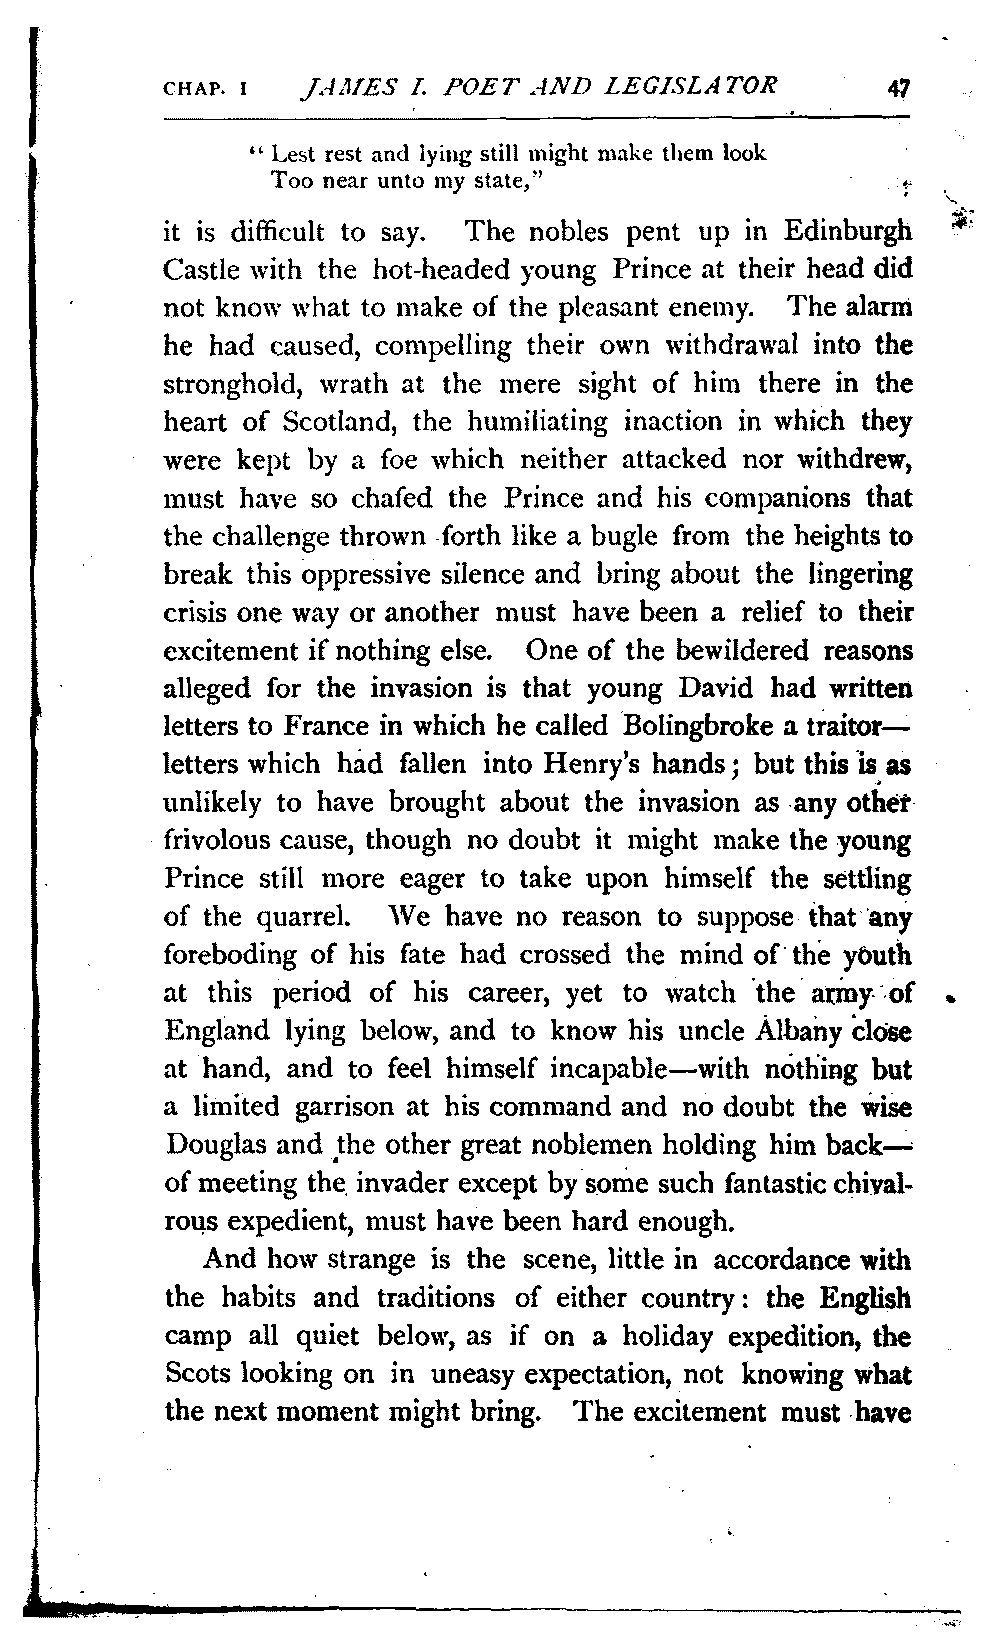 CHAP. I JAMES I. POET AND LEGISLATOR 47
“ Lest rest and lying still might make them look
Too near unto my state,”
it is difficult to say. The nobles pent up in Edinburgh
Castle with the hot-headed young Prince at their head did
not know what to make of the pleasant enemy. The alarm
he had caused, compelling their own withdrawal into the
stronghold, wrath at the mere sight of him there in the
heart of Scotland, the humiliating inaction in which they
were kept by a foe which neither attacked nor withdrew,
must have so chafed the Prince and his companions that
the challenge thrown forth like a bugle from the heights to
break this oppressive silence and bring about the lingering
crisis one way or another must have been a relief to their
excitement if nothing else. One of the bewildered reasons
alleged for the invasion is that young David had written
letters to France in which he called Bolingbroke a traitor—
letters which had fallen into Henry's hands; but this is as
unlikely to have brought about the invasion as any other
frivolous cause, though no doubt it might make the young
Prince still more eager to take upon himself the settling
of the quarrel. We have no reason to suppose that any
foreboding of his fate had crossed the mind of the youth
at this period of his career, yet to watch the army of
England lying below, and to know his uncle Albany close
at hand, and to feel himself incapable—with nothing but
a limited garrison at his command and no doubt the wise
Douglas and the other great noblemen holding him back—
of meeting the invader except by some such fantastic chival-
rous expedient, must have been hard enough.
And how strange is the scene, little in accordance with
the habits and traditions of either country: the English
camp all quiet below, as if on a holiday expedition, the
Scots looking on in uneasy expectation, not knowing what
the next moment might bring. The excitement must have